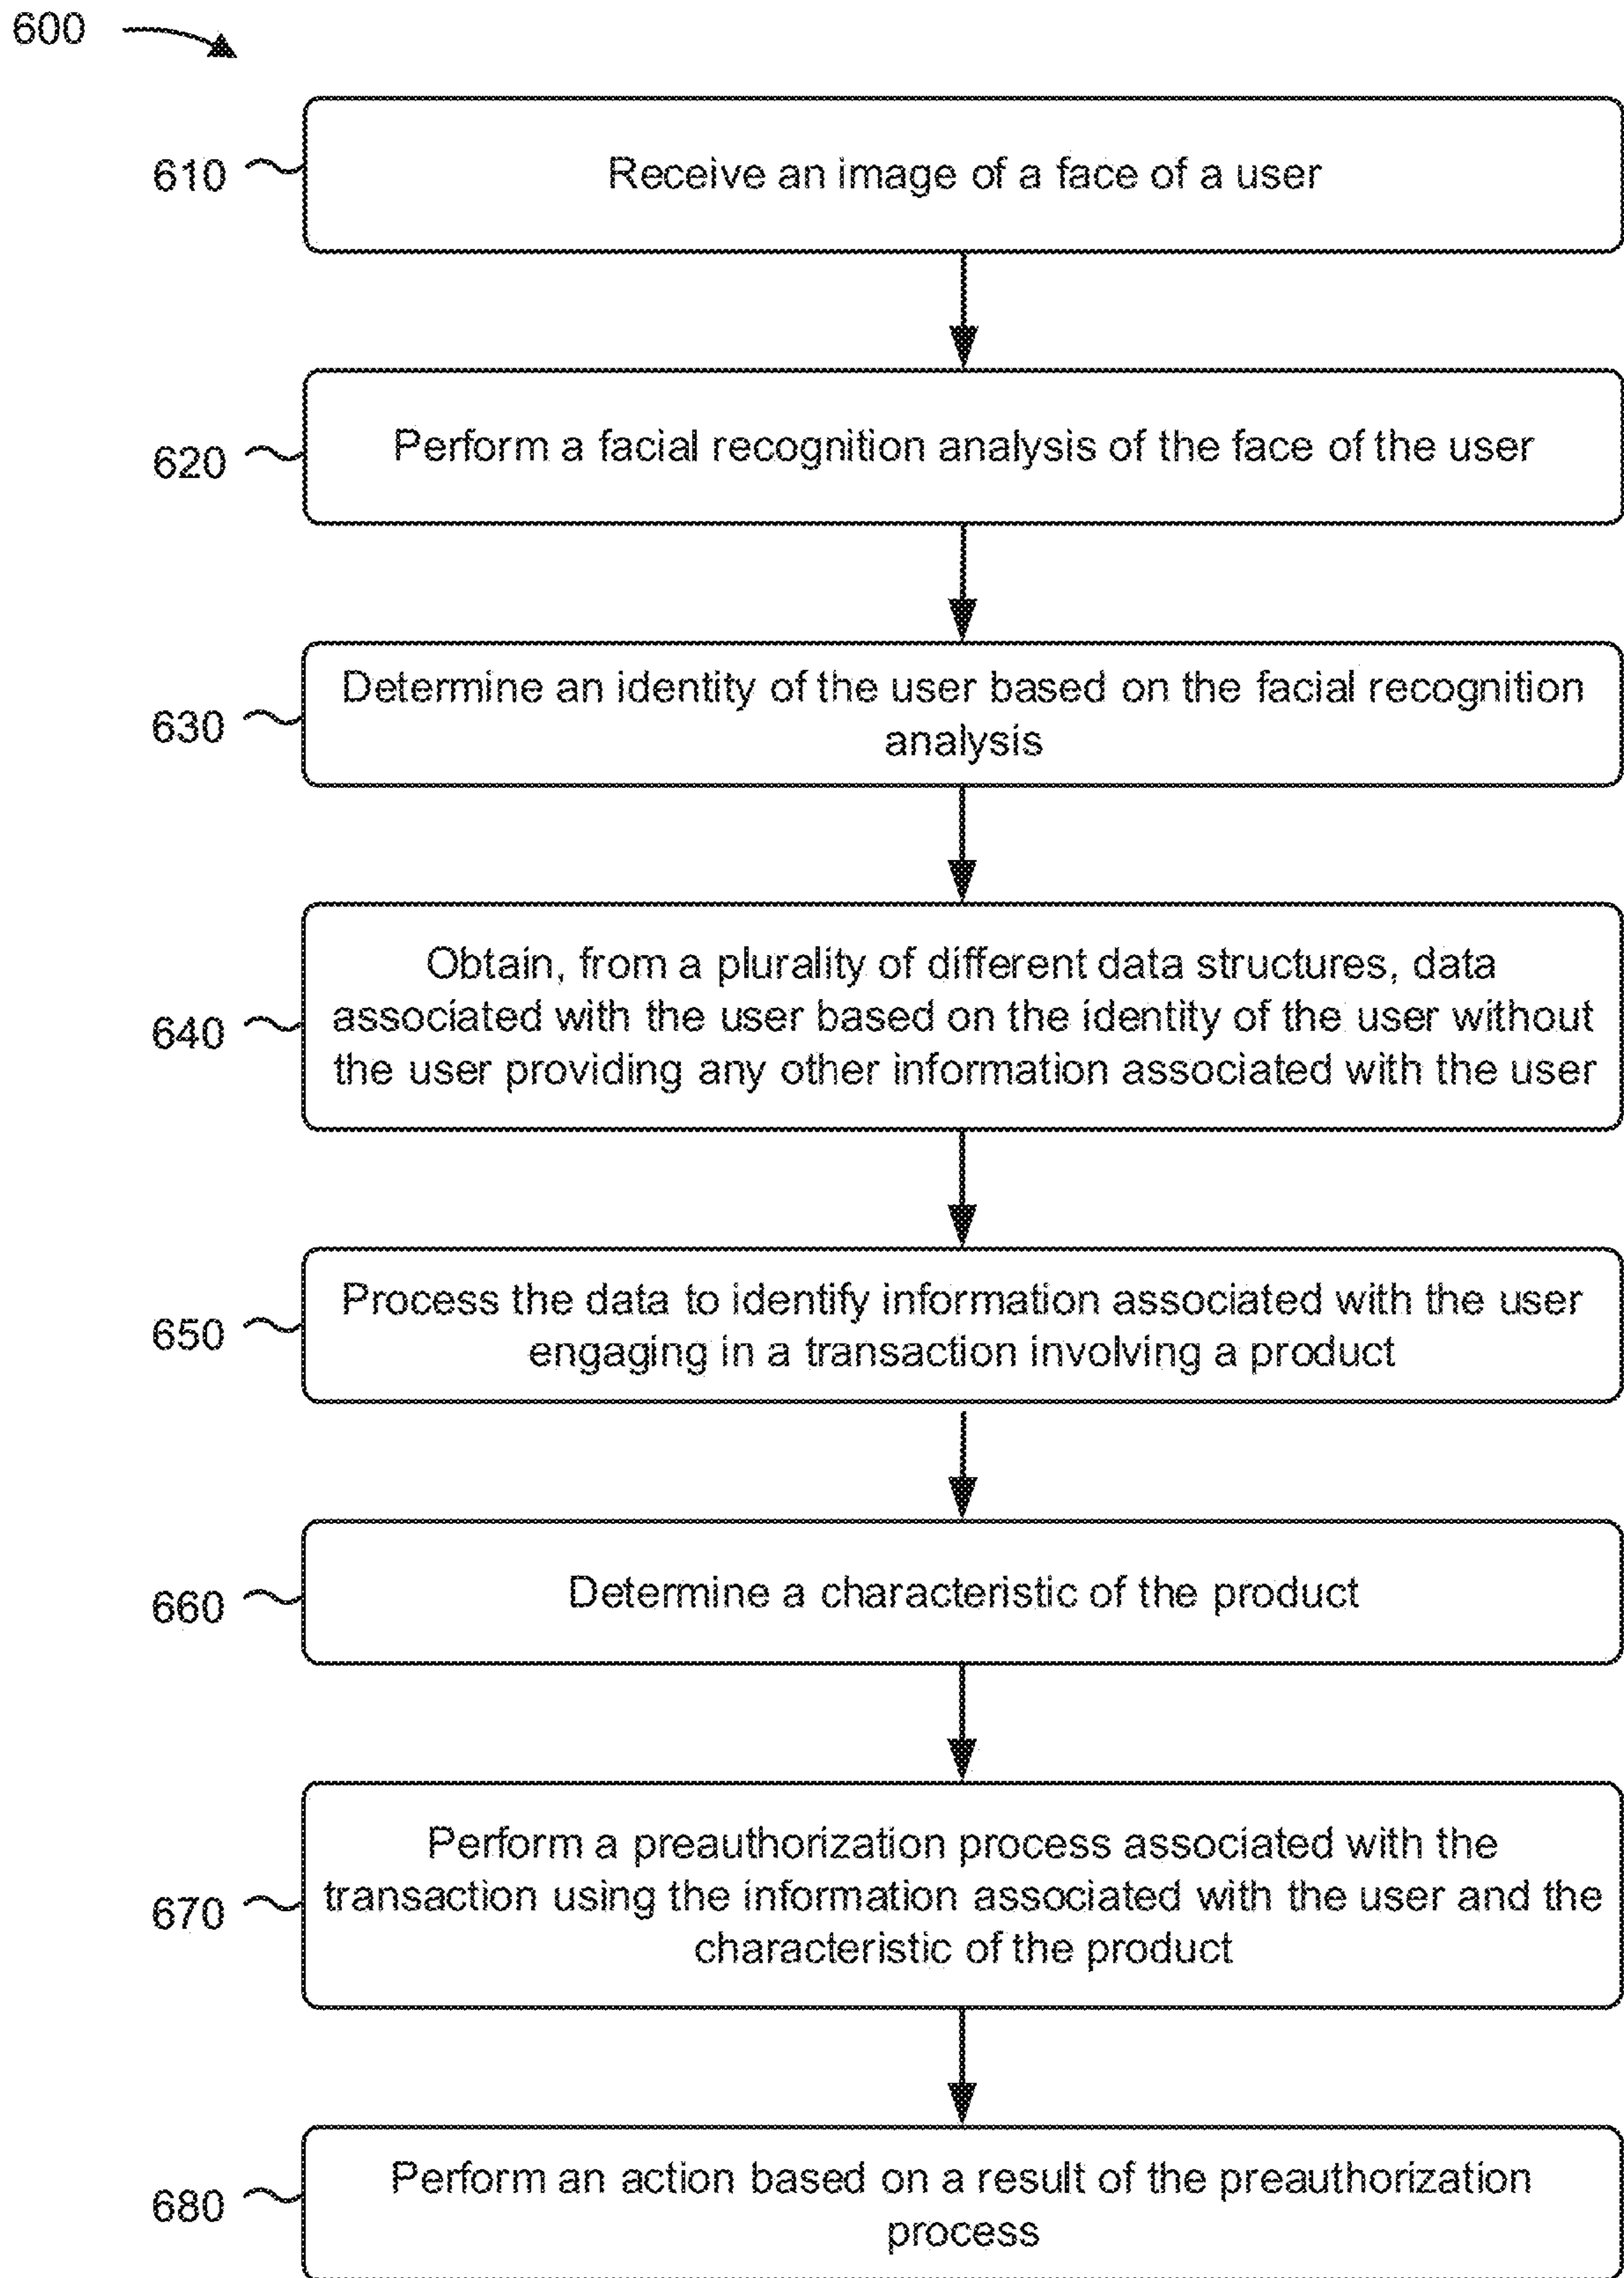 600
610
Receive an image of a face of a user
620
Perform a facial recognition analysis of the face of the user
630
Determine an identity of the user based on the facial recognition
analysis
640
Obtain, from a plurality of different data structures, data
associated with the user based on the identity of the user without
the user providing any other information associated with the user
650
Process the data to identify information associated with the user
engaging in a transaction involving a product
660
Determine a characteristic of the product
670
Perform a preauthorization process associated with the
transaction using the information associated with the user and the
characteristic of the product
680
Perform an action based on a result of the preauthorization
process